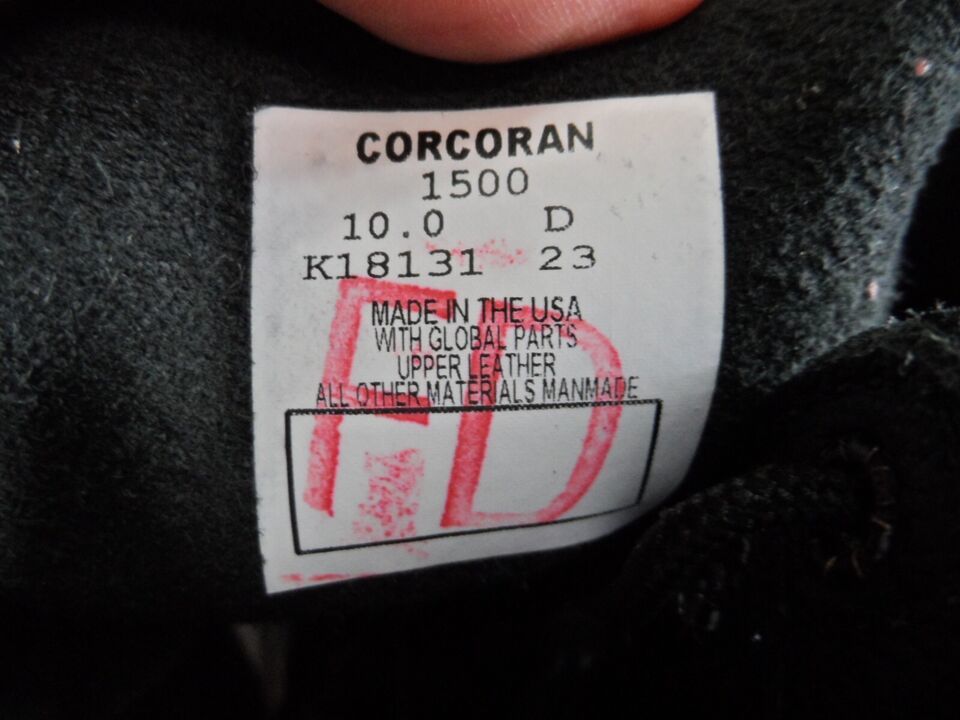 CORCORAN
1500
10.0 D
K18131 23
MADE IN THE USA
WITH GLOBAL PARTS
UPPER LEATHER
ALL OTHER MATERIALS MANMADE
FD